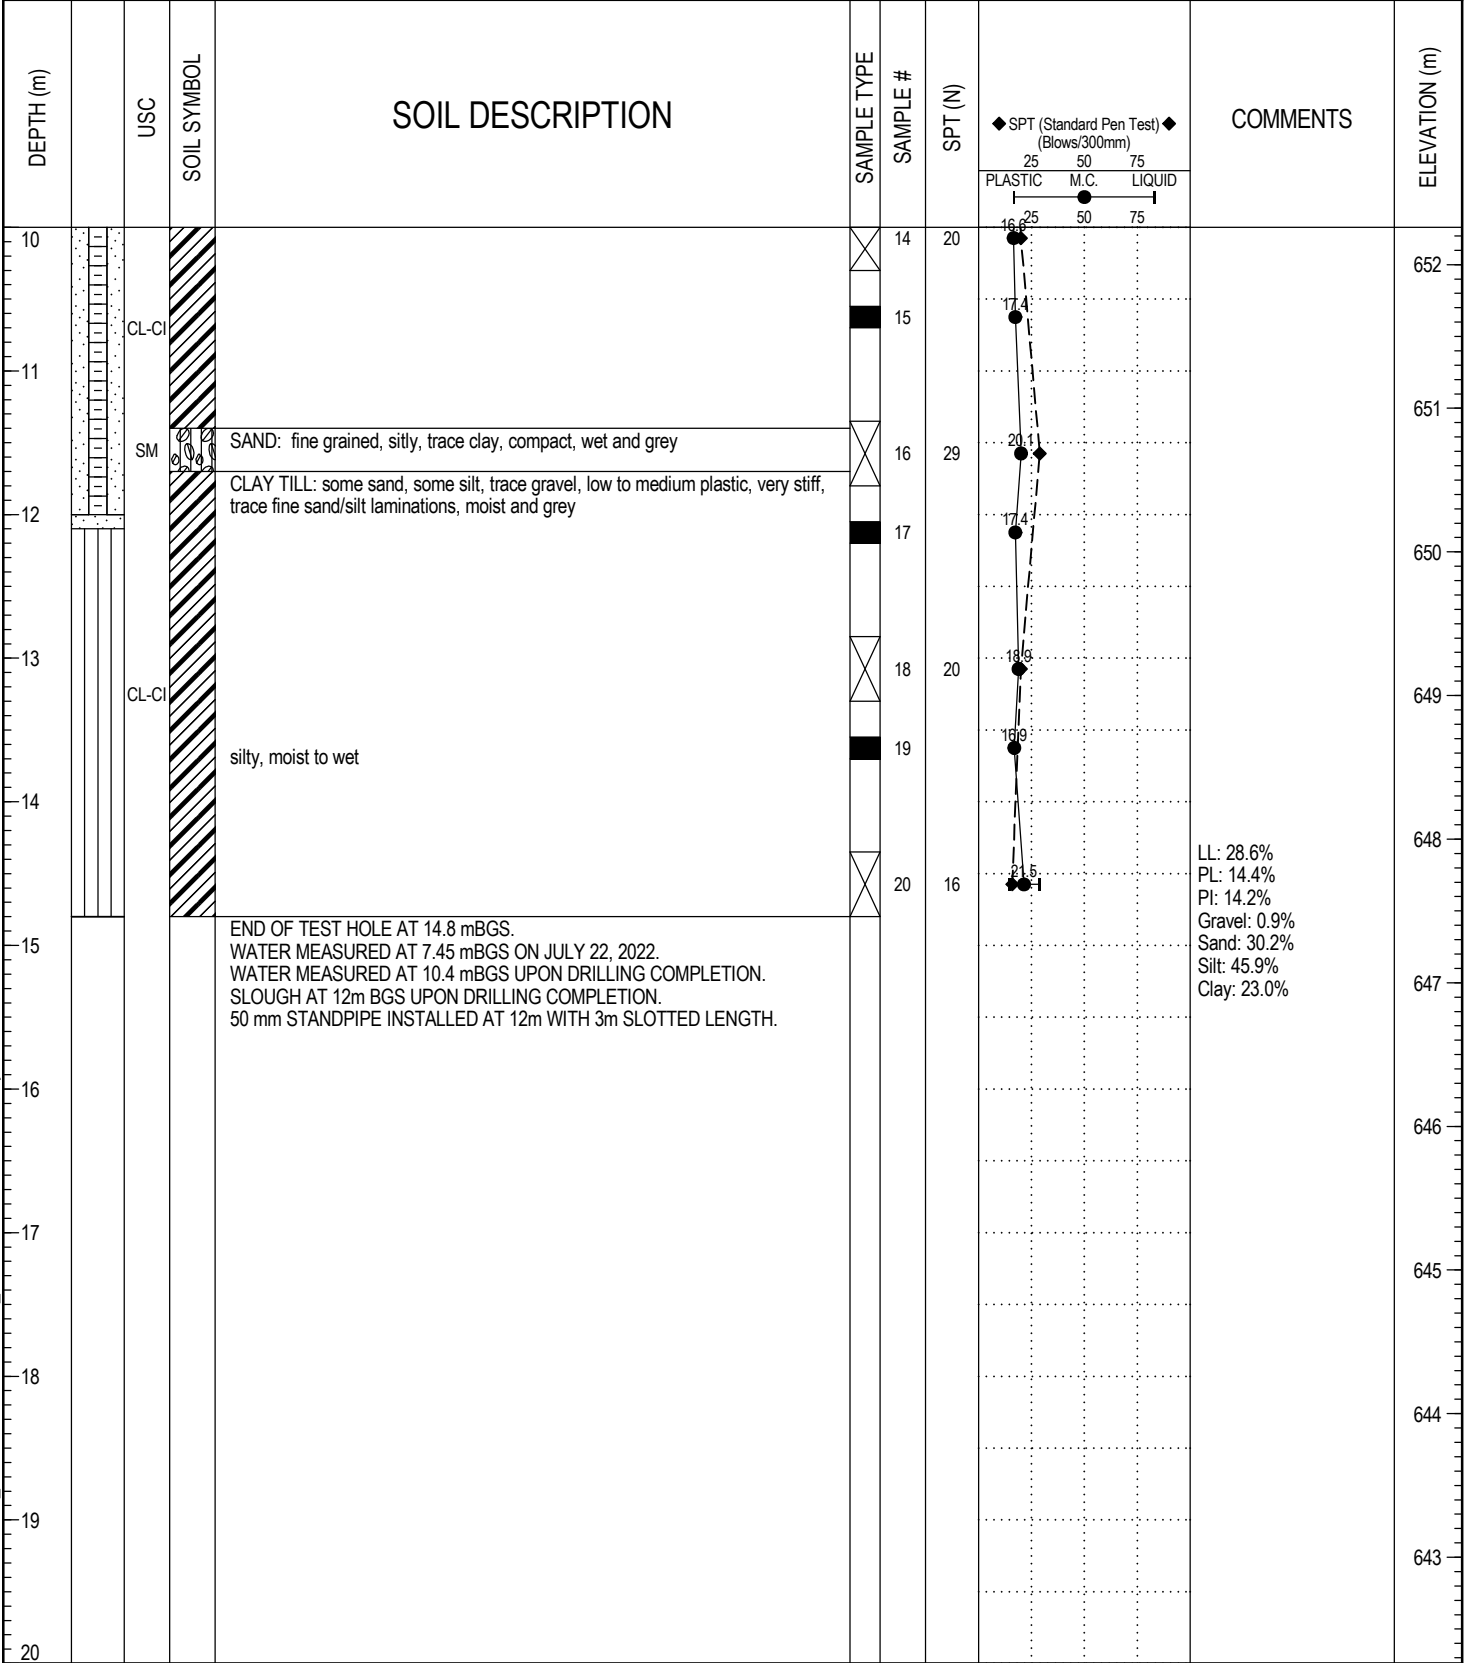 DEPTH (m)
USC
SOIL SYMBOL
SOIL DESCRIPTION
SAMPLE TYPE
SAMPLE #
SPT (N)
SPT (Standard Pen Test)
(Blows/300mm)
25 50 75
PLASTIC M.C. LIQUID
25 50 75
COMMENTS
ELEVATION (m)
10 14 20 16.6
652
CL-CI 15 17.4
11
651
SAND: fine grained, sitly, trace clay, compact, wet and grey
SM 16 29 20.1
CLAY TILL: some sand, some silt, trace gravel, low to medium plastic, very stiff,
trace fine sand/silt laminations, moist and grey
12
17 17.4
650
13
18 20 18.9
CL-CI 649
19 16.9
silty, moist to wet
14
648
LL: 28.6%
PL: 14.4%
PI: 14.2%
Gravel: 0.9%
Sand: 30.2%
Silt: 45.9%
Clay: 23.0%
20 16 21.5
END OF TEST HOLE AT 14.8 mBGS.
WATER MEASURED AT 7.45 mBGS ON JULY 22, 2022.
WATER MEASURED AT 10.4 mBGS UPON DRILLING COMPLETION.
SLOUGH AT 12m BGS UPON DRILLING COMPLETION.
50 mm STANDPIPE INSTALLED AT 12m WITH 3m SLOTTED LENGTH.
15
647
16
646
17
645
18
644
19
643
20